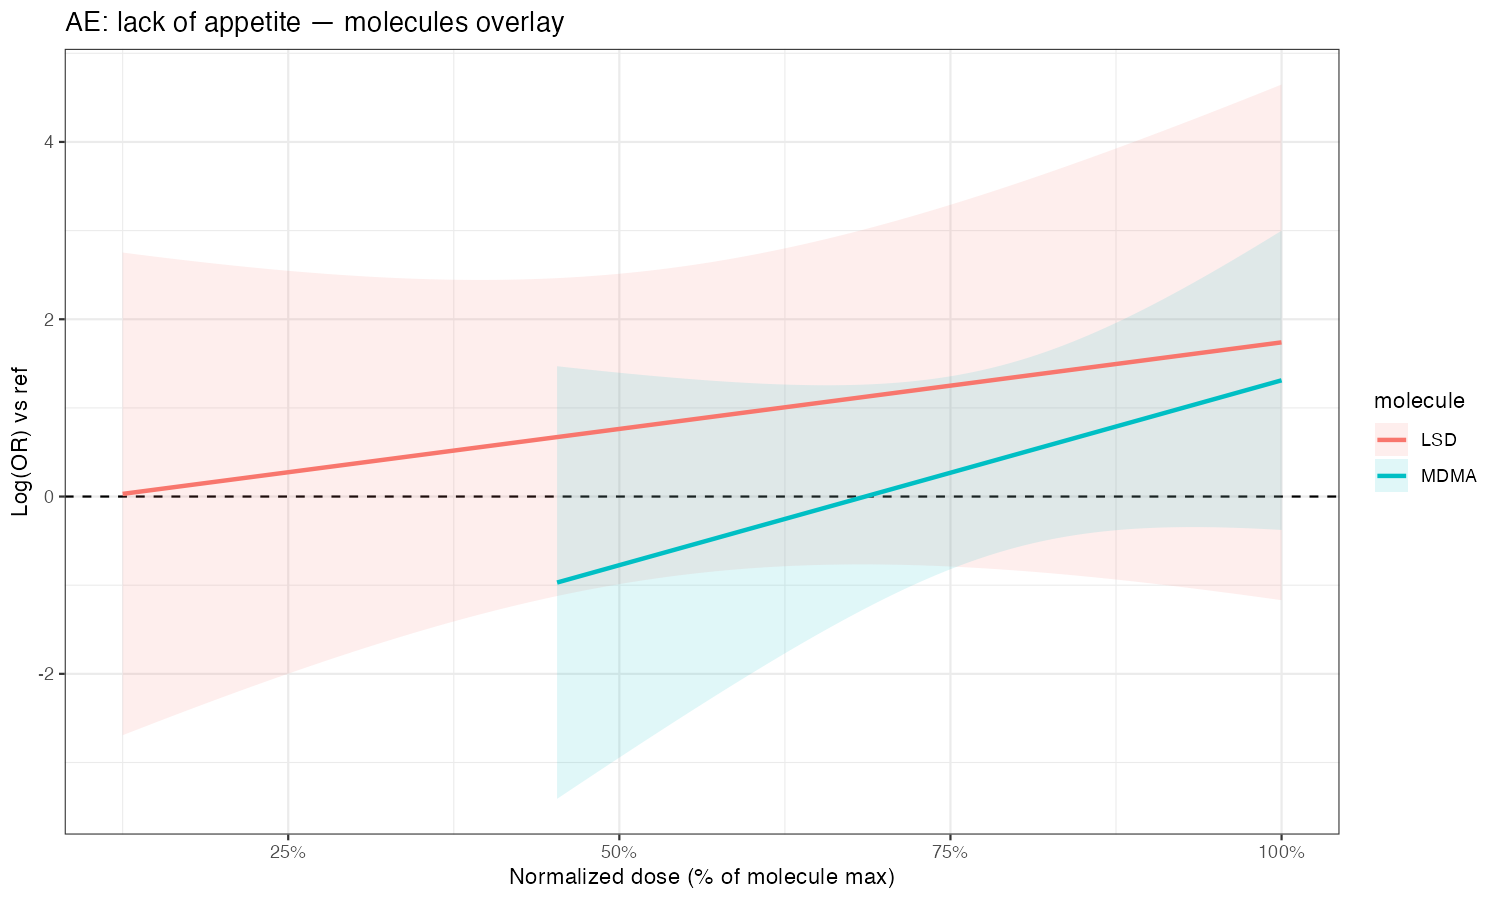 AE: lack of appetite — molecules overlay
Log(OR) vs ref
4
2
0
-2
25%
50%
75%
100%
Normalized dose (% of molecule max)
molecule
LSD
MDMA